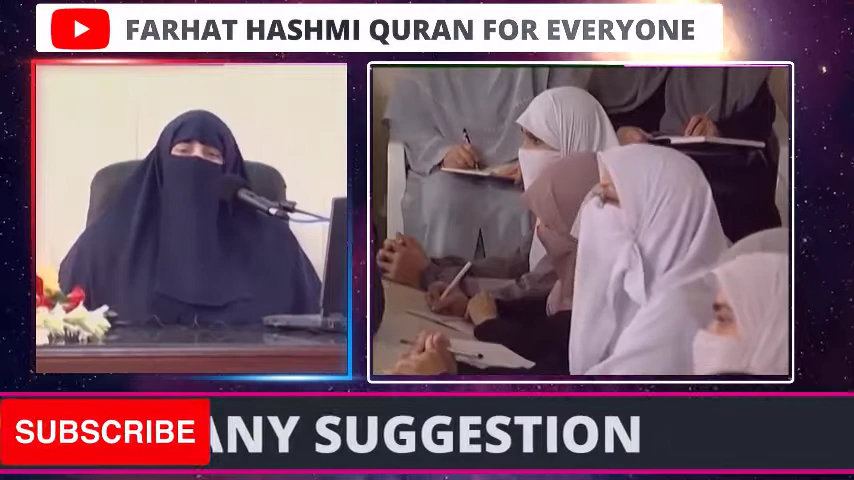 FARHAT HASHMI QURAN FOR EVERYONE
SUBSCRIBE
ANY SUGGESTION